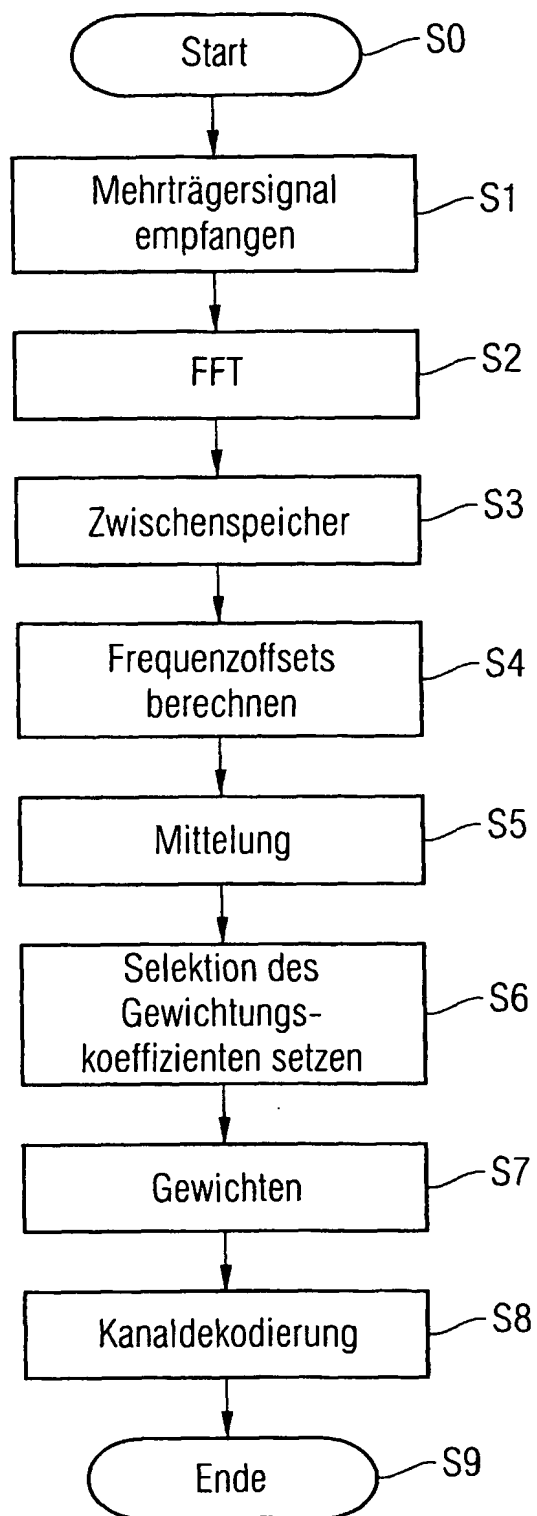 Start
S0
Mehrträgersignal
empfangen
S1
FFT
S2
Zwischenspeicher
S3
Frequenzoffsets
berechnen
S4
Mittelung
S5
Selektion des
Gewichtungs-
koeffizienten setzen
S6
Gewichten
S7
Kanaldekodierung
S8
Ende
S9